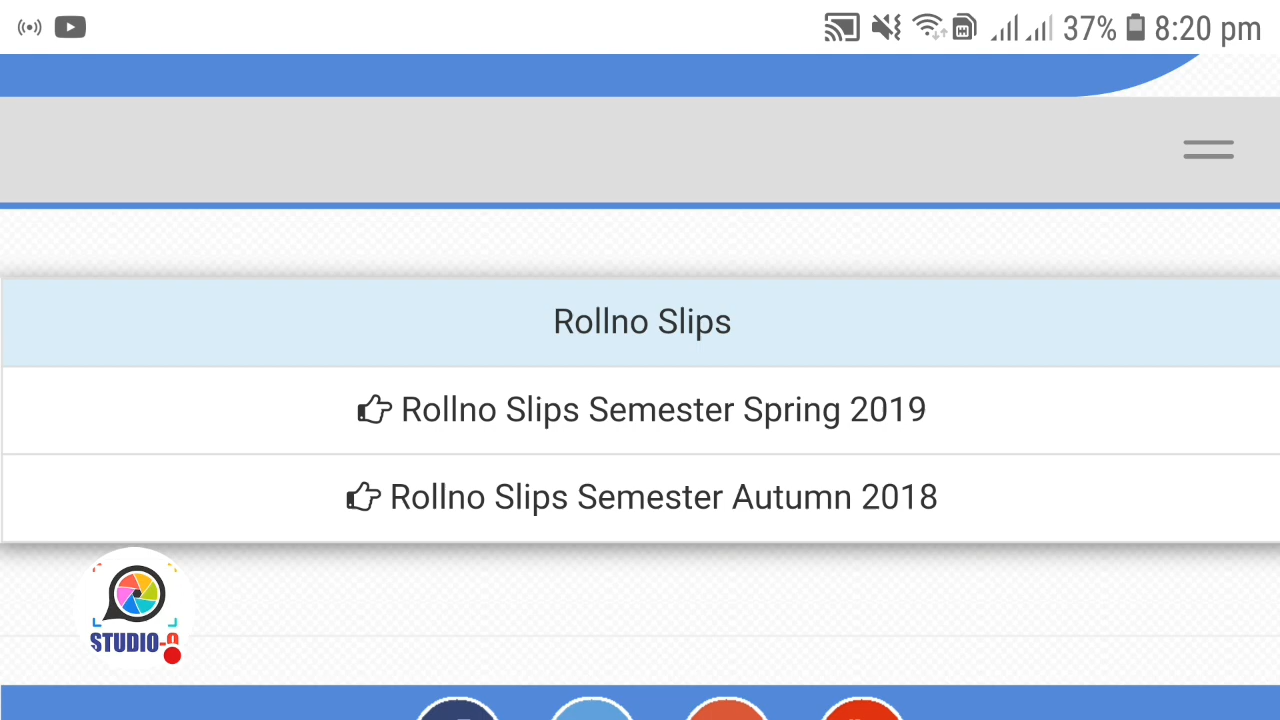 37% 8:20 pm
Rollno Slips
Rollno Slips Semester Spring 2019
Rollno Slips Semester Autumn 2018
STUDIO-